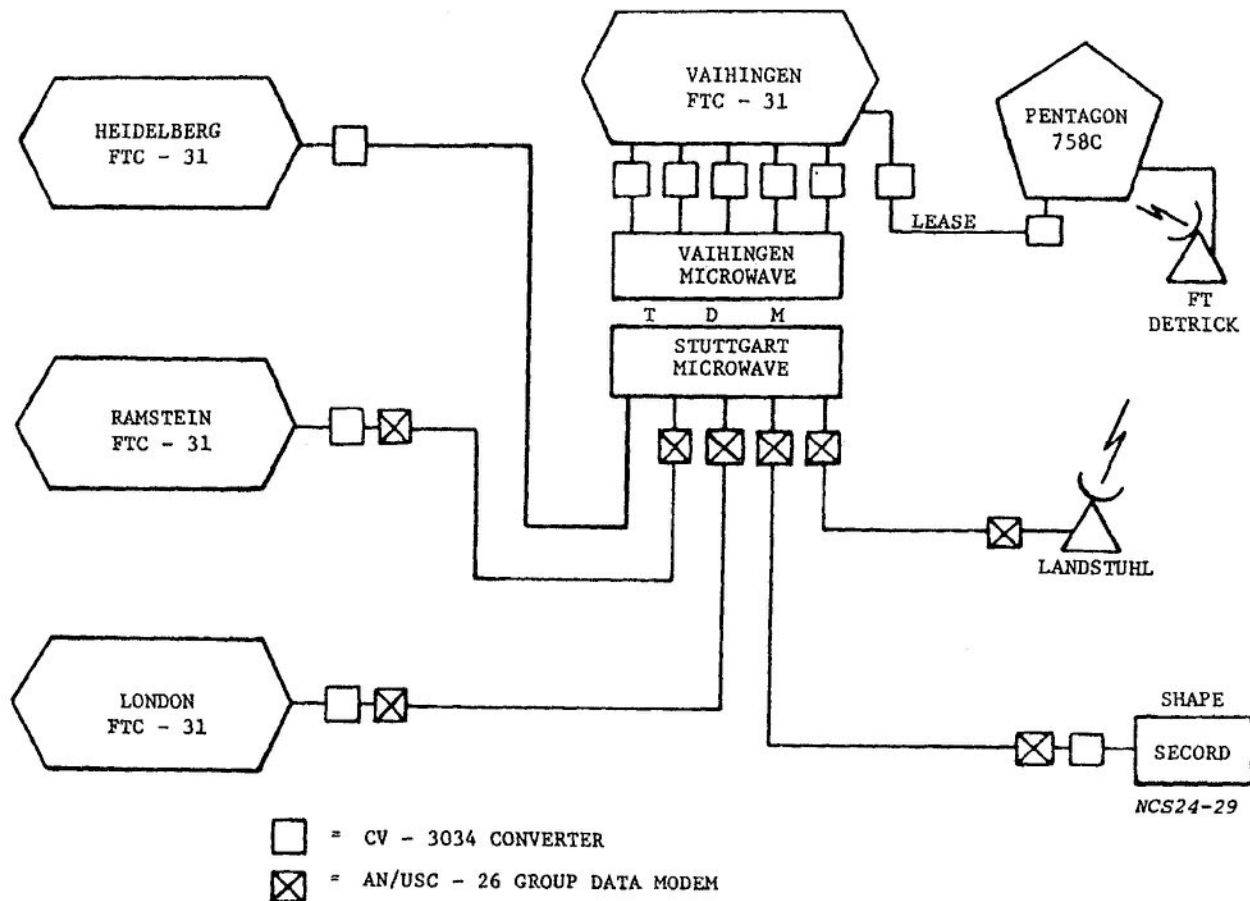 VAIHINGEN
FTC - 31
HEIDELBERG
FTC - 31
PENTAGON
758C
LEASE
VAIHINGEN
MICROWAVE
FT
DETRICK
T D M
STUTTGART
MICROWAVE
RAMSTEIN
FTC - 31
LANDSTUHL
LONDON
FTC - 31
SHAPE
SECORD
NCS24-29
= CV - 3034 CONVERTER
= AN/USC - 26 GROUP DATA MODEM